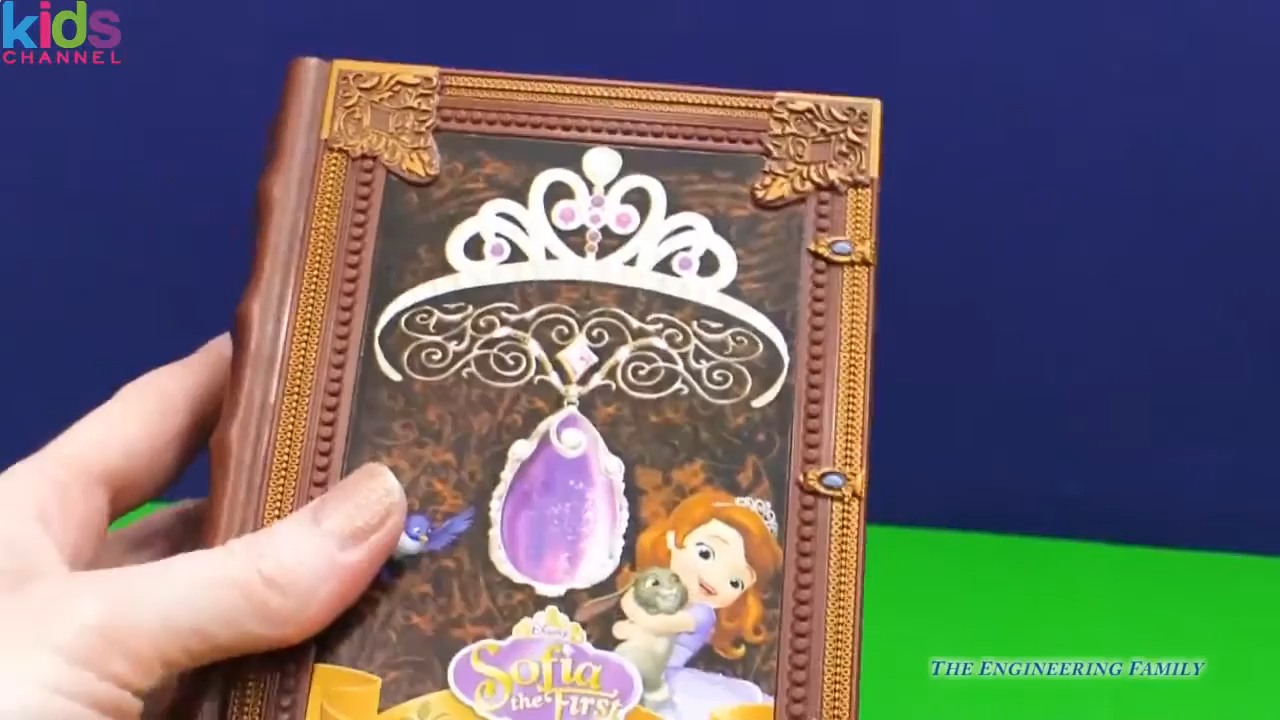 kids
CHANNEL
Disney
Sofia
the First
THE ENGINEERING FAMILY